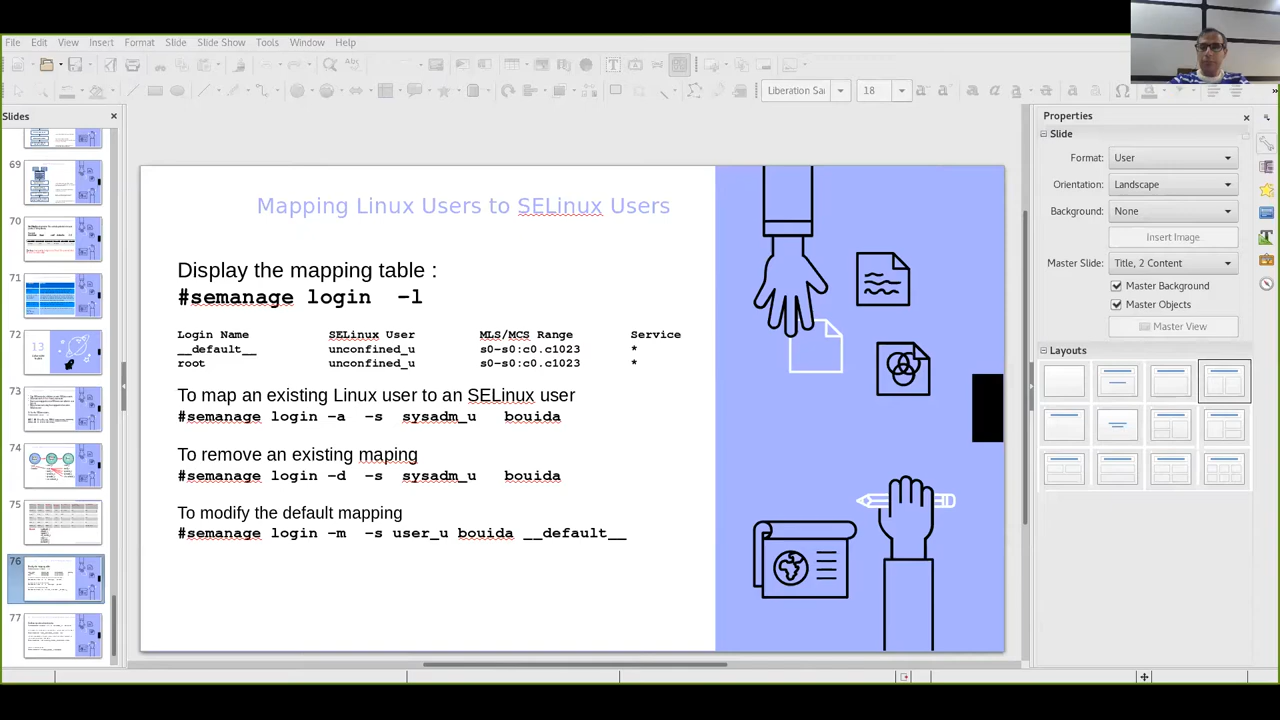 File Edit View Insert Format Slide Slide Show Tools Window Help
Liberation Sa
18
Slides
69
70
71
72
13
73
74
75
76
77
Mapping Linux Users to SELinux Users
Display the mapping table :
#semanage login -l
Login Name SELinux User MLS/MCS Range Service
__default__ unconfined_u s0-s0:c0.c1023 *
root unconfined_u s0-s0:c0.c1023 *
To map an existing Linux user to an SELinux user
#semanage login -a -s sysadm_u bouida
To remove an existing maping
#semanage login -d -s sysadm_u bouida
To modify the default mapping
#semanage login -m -s user_u bouida __default__
Properties
Slide
Format: User
Orientation: Landscape
Background: None
Insert Image
Master Slide: Title, 2 Content
Master Background
Master Objects
Master View
Layouts